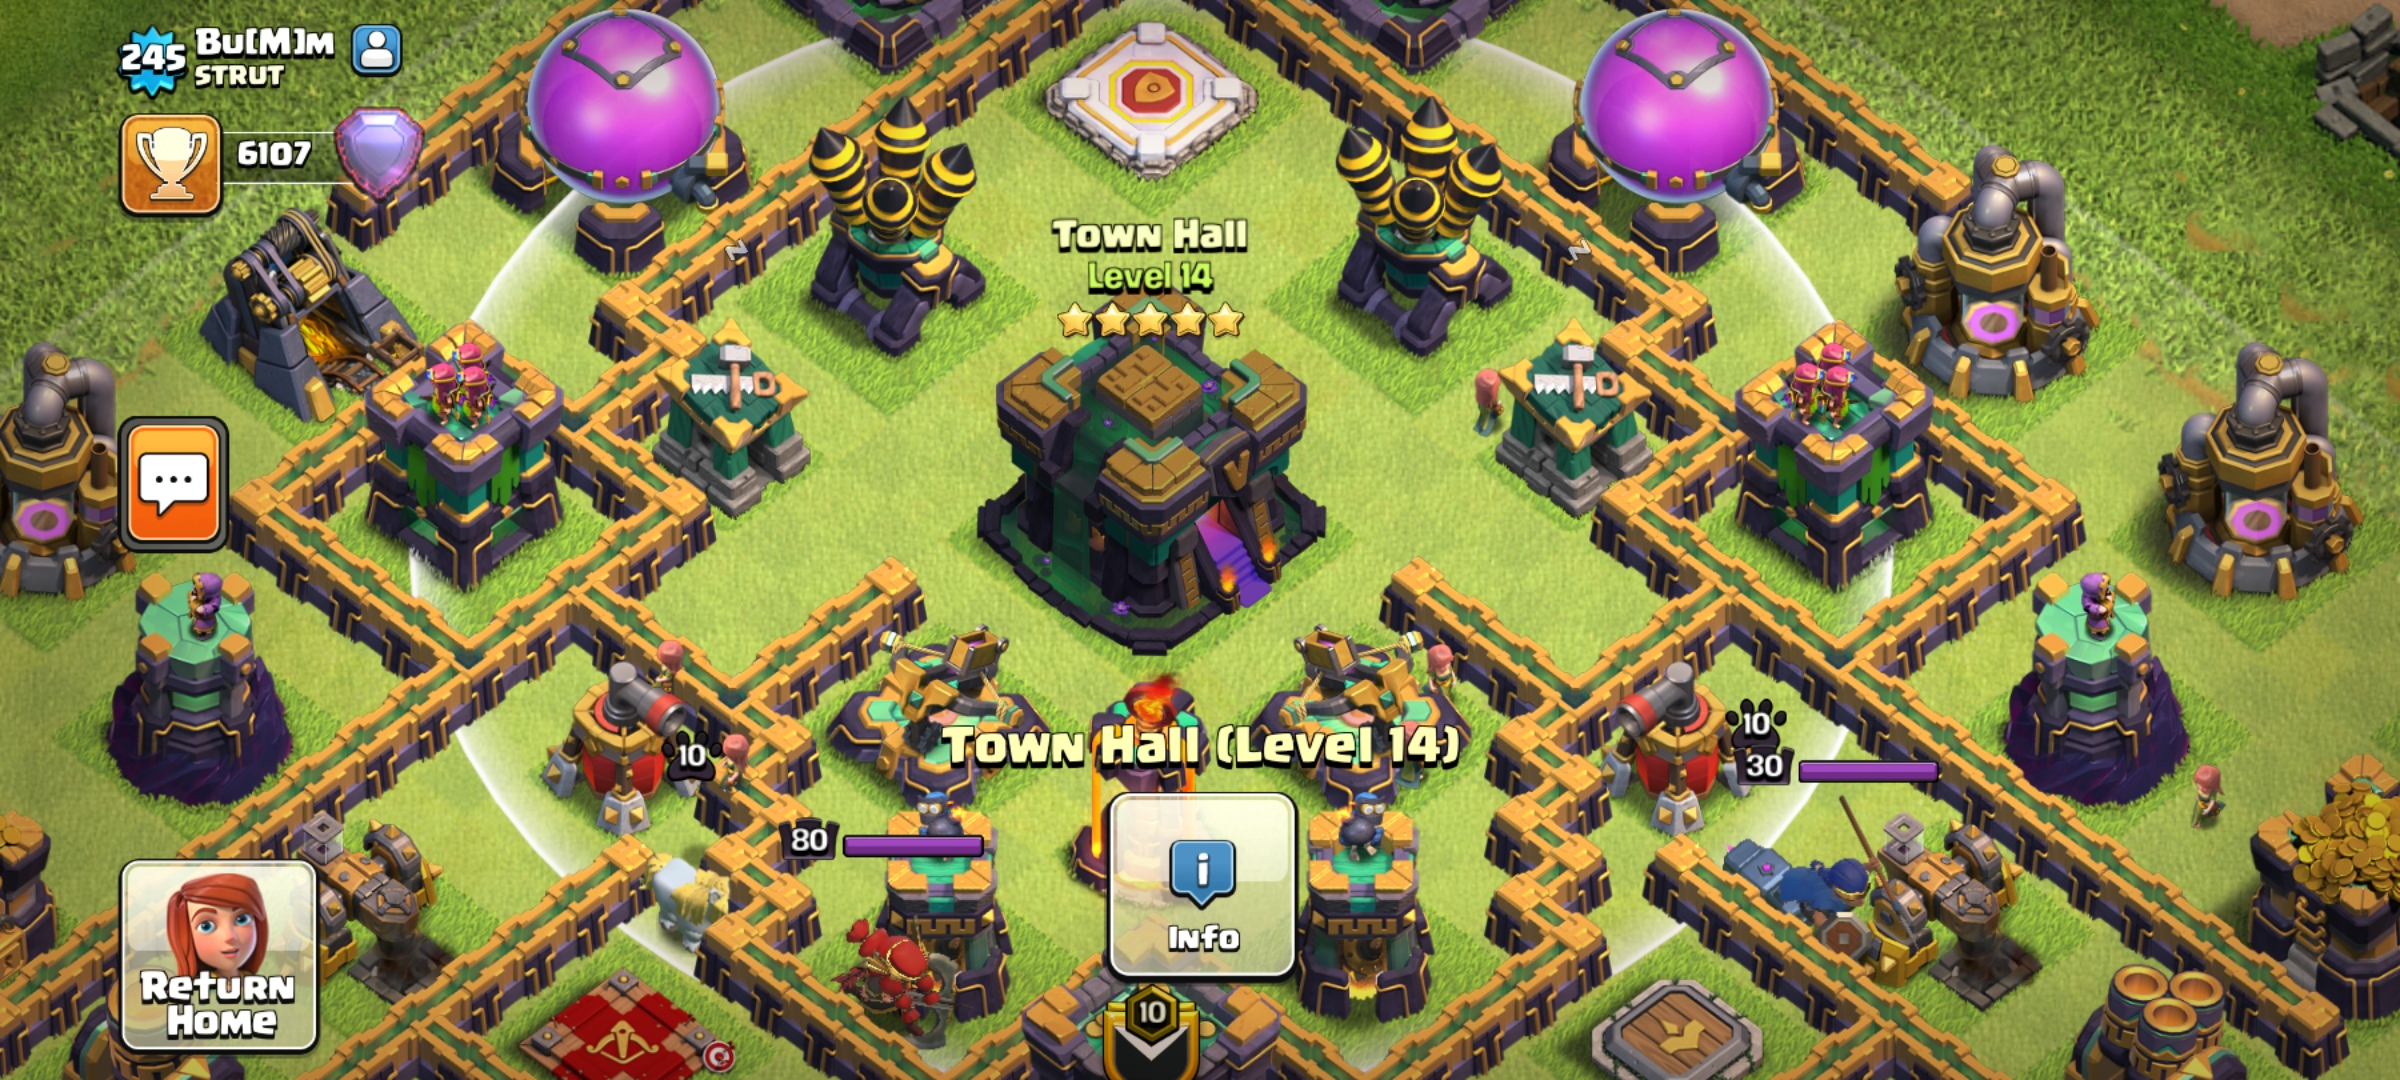 245
Bu[M]m
STRUT
6107
Town Hall
Level 14
10
10
30
80
Town Hall (Level 14)
i
Info
Return
Home
10